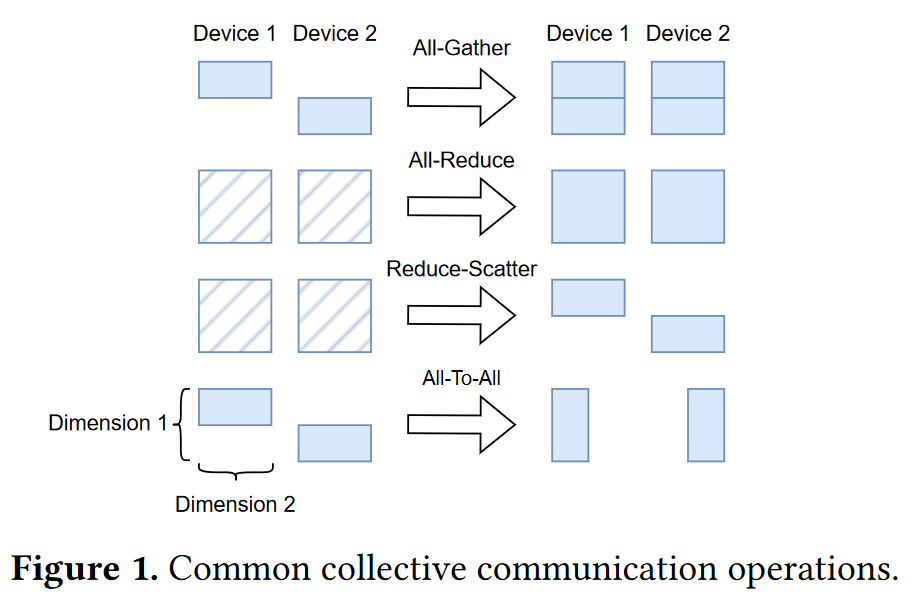 Device 1 Device 2
All-Gather
Device 1 Device 2
All-Reduce
Reduce-Scatter
All-To-All
Dimension 1
Dimension 2
Figure 1. Common collective communication operations.